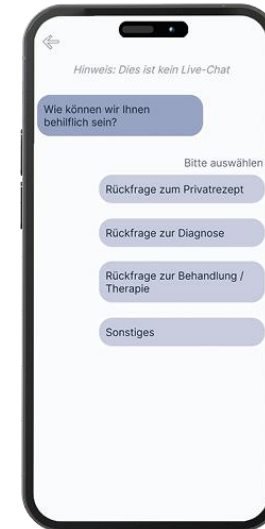 Hinweis: Dies ist kein Live-Chat
Wie können wir Ihnen
behilflich sein?
Bitte auswählen
Rückfrage zum Privatrezept
Rückfrage zur Diagnose
Rückfrage zur Behandlung /
Therapie
Sonstiges